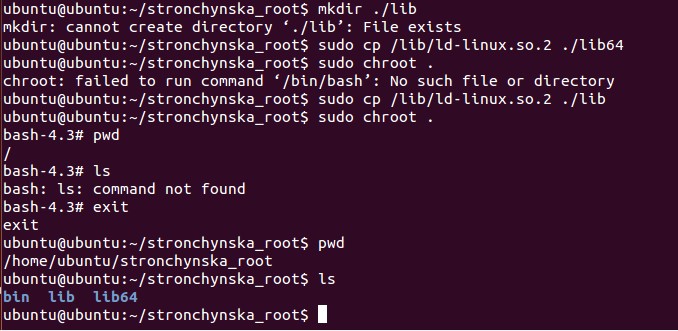 ubuntu@ubuntu:~/stronchynska_root$ mkdir ./lib
mkdir: cannot create directory ‘./lib’: File exists
ubuntu@ubuntu:~/stronchynska_root$ sudo cp /lib/ld-linux.so.2 ./lib64
ubuntu@ubuntu:~/stronchynska_root$ sudo chroot .
chroot: failed to run command ‘/bin/bash’: No such file or directory
ubuntu@ubuntu:~/stronchynska_root$ sudo cp /lib/ld-linux.so.2 ./lib
ubuntu@ubuntu:~/stronchynska_root$ sudo chroot .
bash-4.3# pwd
/
bash-4.3# ls
bash: ls: command not found
bash-4.3# exit
exit
ubuntu@ubuntu:~/stronchynska_root$ pwd
/home/ubuntu/stronchynska_root
ubuntu@ubuntu:~/stronchynska_root$ ls
bin  lib  lib64
ubuntu@ubuntu:~/stronchynska_root$